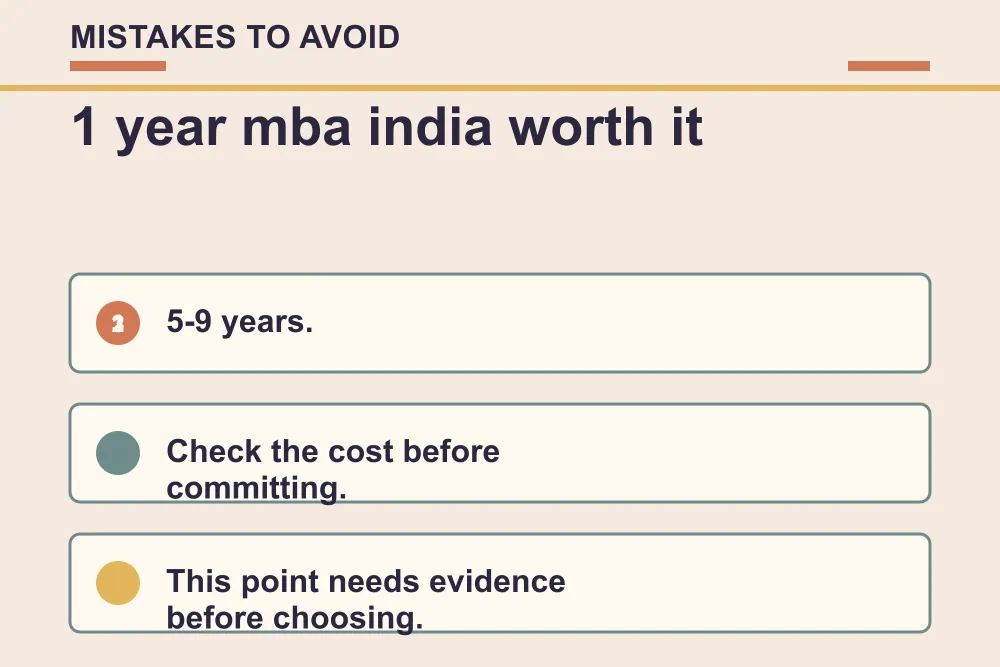 MISTAKES TO AVOID
1 year mba india worth it
5-9 years.
Check the cost before
committing.
This point needs evidence
before choosing.